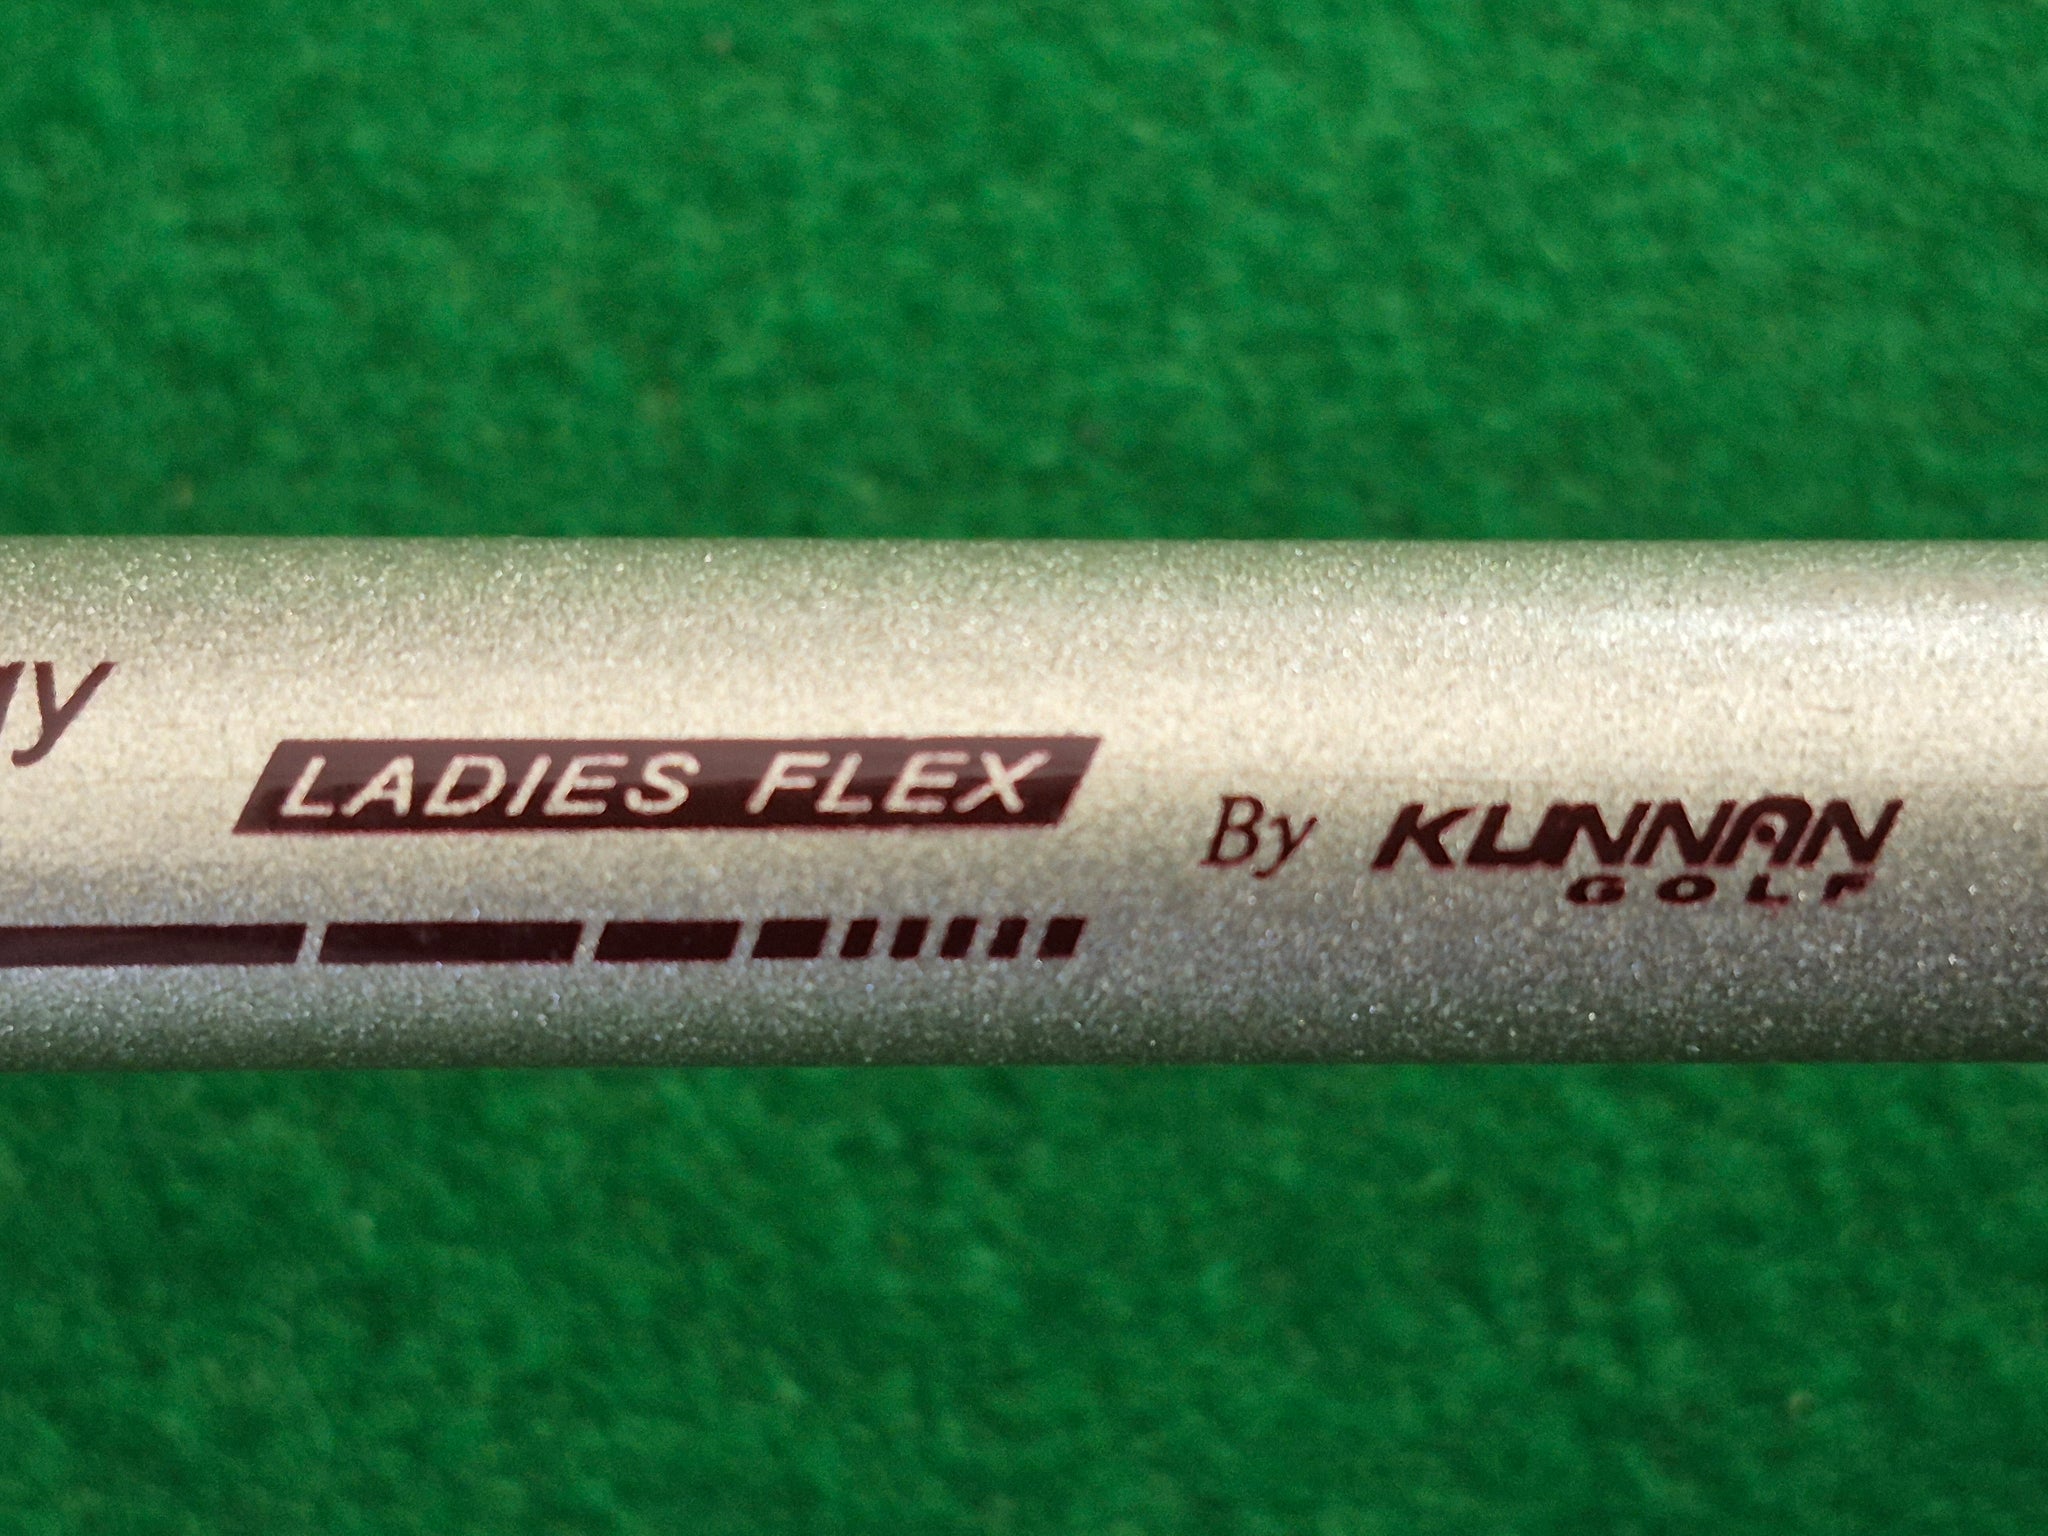 LADIES FLEX
By KUNNAN
GOLF